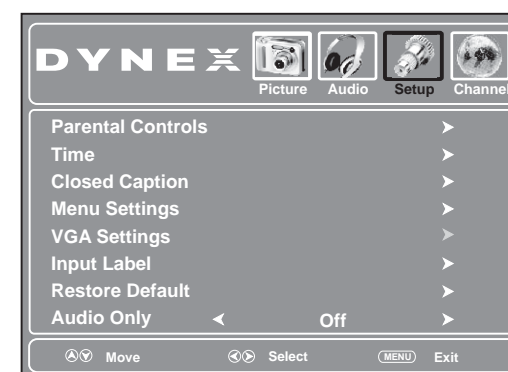 DYNEX
Picture Audio Setup Channel
Parental Controls
Time
Closed Caption
Menu Settings
VGA Settings
Input Label
Restore Default
Audio Only Off
Move Select MENU Exit